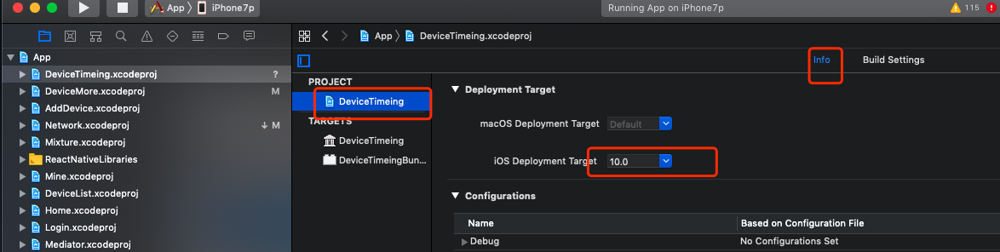 App 〉 iPhone7p
Running App on iPhone7p
115
App 〉 DeviceTimeing.xcodeproj
App
DeviceTimeing.xcodeproj ?
DeviceMore.xcodeproj M
AddDevice.xcodeproj
Network.xcodeproj M
Mixture.xcodeproj
ReactNativeLibraries
Mine.xcodeproj
DeviceList.xcodeproj
Home.xcodeproj
Login.xcodeproj
Mediator.xcodeproj
Info Build Settings
PROJECT
DeviceTimeing
TARGETS
DeviceTimeing
DeviceTimeingBun...
Deployment Target
macOS Deployment Target Default
iOS Deployment Target 10.0
Configurations
Name Based on Configuration File
Debug No Configurations Set